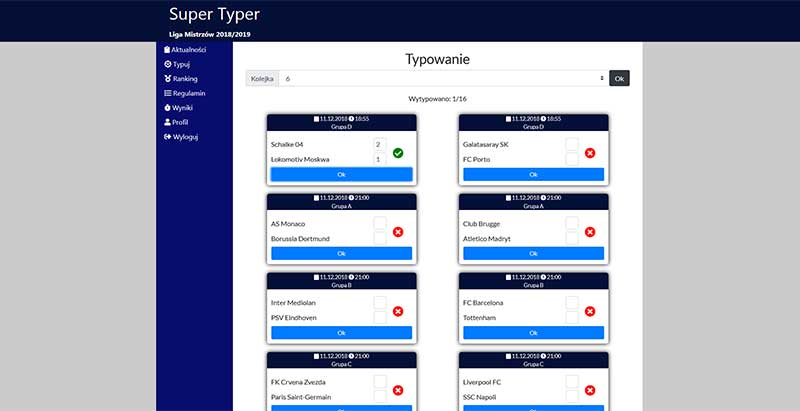 Super Typer
Liga Mistrzów 2018/2019
Aktualności
Typuj
Ranking
Regulamin
Wyniki
Profil
Wyloguj
Typowanie
Kolejka 6 Ok
Wytypowano: 1/16
11.12.2018 18:55
Grupa D
Schalke 04 2
Lokomotiv Moskwa 1
Ok
11.12.2018 18:55
Grupa D
Galatasaray SK
FC Porto
Ok
11.12.2018 21:00
Grupa A
AS Monaco
Borussia Dortmund
Ok
11.12.2018 21:00
Grupa A
Club Brugge
Atletico Madryt
Ok
11.12.2018 21:00
Grupa B
Inter Mediolan
PSV Eindhoven
Ok
11.12.2018 21:00
Grupa B
FC Barcelona
Tottenham
Ok
11.12.2018 21:00
Grupa C
FK Crvena Zvezda
Paris Saint-Germain
Ok
11.12.2018 21:00
Grupa C
Liverpool FC
SSC Napoli
Ok